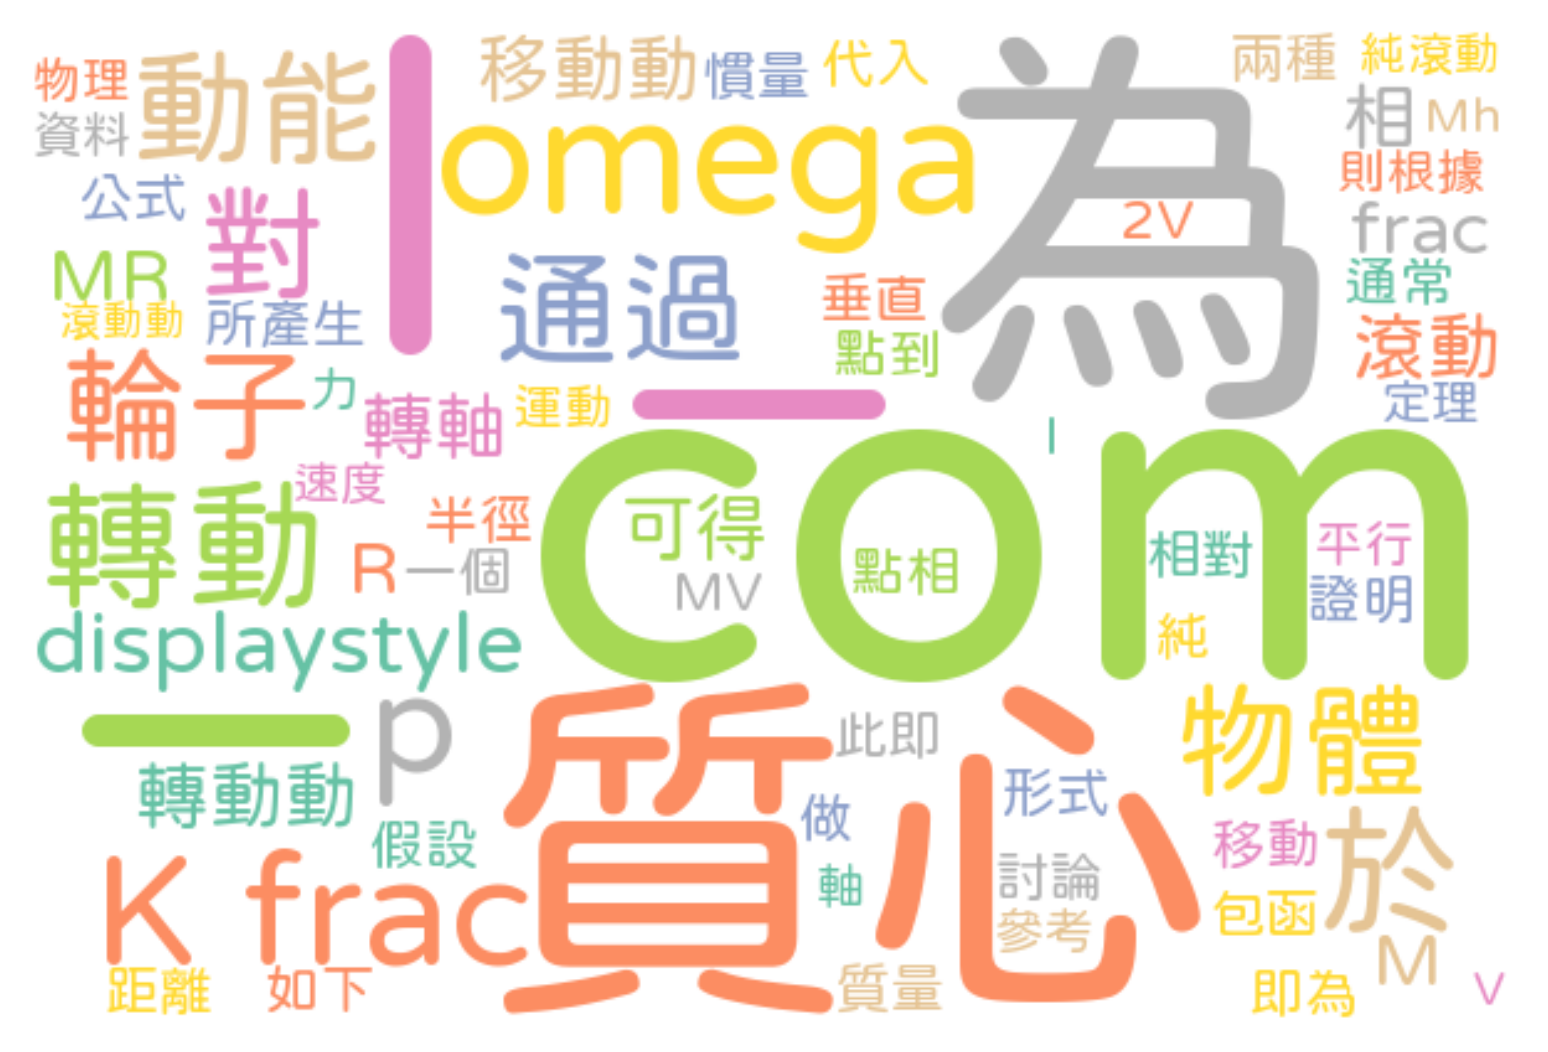 物理
動能
I
移動動
慣量
代入
為
兩種
純滾動
資料
omega
相
Mh
公式
對
則根據
2V
frac
MR
通過
垂直
通常
滾動動
所產生
點到
滾動
輪子
力
轉軸
運動
一
定理
I
com
轉動
速度
半徑
可得
點相
相對
平行
R
一個
MV
證明
displaystyle
純
一
p
質心
此即
物體
轉動動
形式
假設
做
移動
於
K frac
軸
討論
包函
參考
距離
如下
質量
即為
M
V